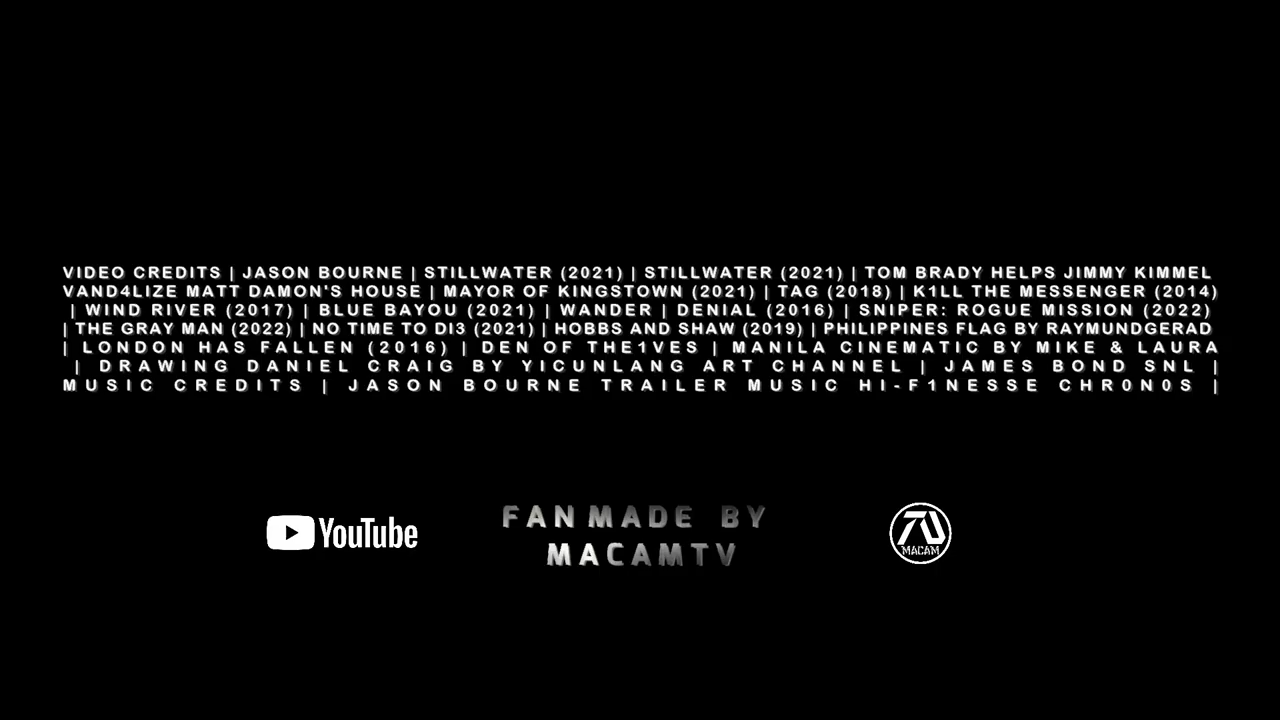 VIDEO CREDITS | JASON BOURNE | STILLWATER (2021) | STILLWATER (2021) | TOM BRADY HELPS JIMMY KIMMEL
VAND4LIZE MATT DAMON'S HOUSE | MAYOR OF KINGSTOWN (2021) | TAG (2018) | K1LL THE MESSENGER (2014)
| WIND RIVER (2017) | BLUE BAYOU (2021) | WANDER | DENIAL (2016) | SNIPER: ROGUE MISSION (2022)
| THE GRAY MAN (2022) | NO TIME TO DI3 (2021) | HOBBS AND SHAW (2019) | PHILIPPINES FLAG BY RAYMUNDGERAD
| LONDON HAS FALLEN (2016) | DEN OF THE1VES | MANILA CINEMATIC BY MIKE & LAURA
| DRAWING DANIEL CRAIG BY YICUNLANG ART CHANNEL | JAMES BOND SNL |
MUSIC CREDITS | JASON BOURNE TRAILER MUSIC HI-F1NESSE CHR0N0S |
YouTube
FANMADE BY
MACAMTV
MACAM